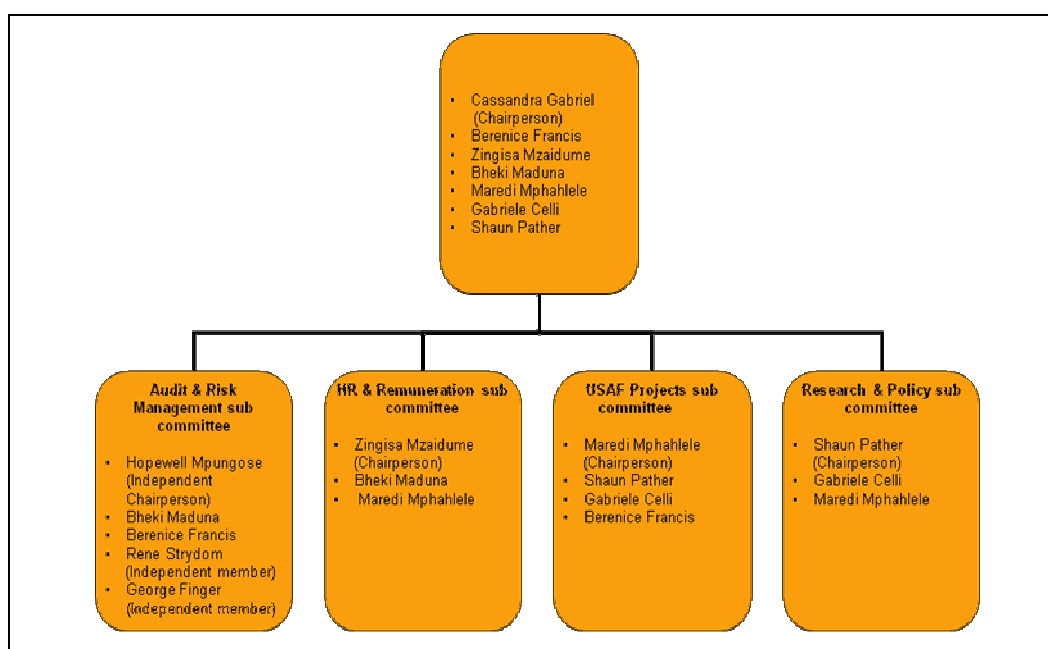 • Cassandra Gabriel
(Chairperson)
• Berenice Francis
• Zingisa Mzaidume
• Bheki Maduna
• Maredi Mphahlele
• Gabriele Celli
• Shaun Pather
Audit & Risk
Management sub
committee
• Hopewell Mpungose
(Independent
Chairperson)
• Bheki Maduna
• Berenice Francis
• Rene Strydom
(Independent member)
• George Finger
(Independent member)
HR & Remuneration sub
committee
• Zingisa Mzaidume
(Chairperson)
• Bheki Maduna
• Maredi Mphahlele
USAF Projects sub
committee
• Maredi Mphahlele
(Chairperson)
• Shaun Pather
• Gabriele Celli
• Berenice Francis
Research & Policy sub
committee
• Shaun Pather
(Chairperson)
• Gabriele Celli
• Maredi Mphahlele